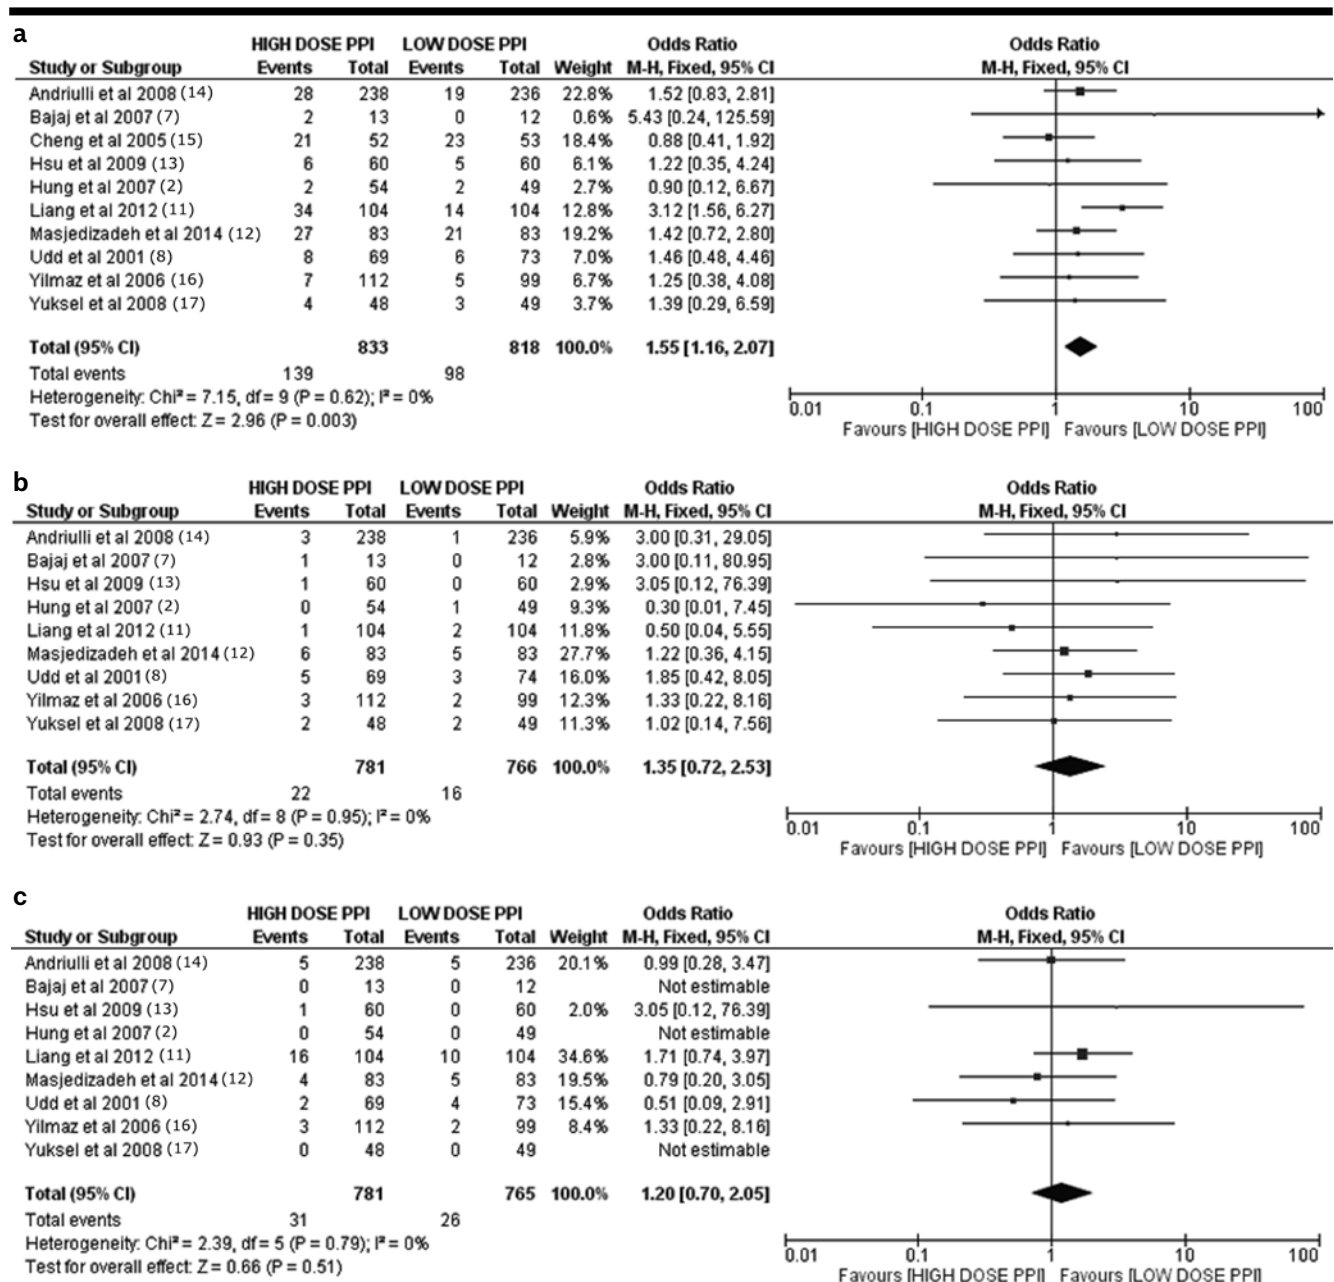 a
HIGH DOSE PPI LOW DOSE PPI Odds Ratio Odds Ratio
Study or Subgroup Events Total Events Total Weight M-H, Fixed, 95% CI M-H, Fixed, 95% CI
Andriulli et al 2008 (14) 28 238 19 236 22.8% 1.52 [0.83, 2.81]
Bajaj et al 2007 (7) 2 13 0 12 0.6% 5.43 [0.24, 125.59]
Cheng et al 2005 (15) 21 52 23 53 18.4% 0.88 [0.41, 1.92]
Hsu et al 2009 (13) 6 60 5 60 6.1% 1.22 [0.35, 4.24]
Hung et al 2007 (2) 2 54 2 49 2.7% 0.90 [0.12, 6.67]
Liang et al 2012 (11) 34 104 14 104 12.8% 3.12 [1.56, 6.27]
Masjedizadeh et al 2014 (12) 27 83 21 83 19.2% 1.42 [0.72, 2.80]
Udd et al 2001 (8) 8 69 6 73 7.0% 1.46 [0.48, 4.46]
Yilmaz et al 2006 (16) 7 112 5 99 6.7% 1.25 [0.38, 4.08]
Yuksel et al 2008 (17) 4 48 3 49 3.7% 1.39 [0.29, 6.59]
Total (95% CI) 833 818 100.0% 1.55 [1.16, 2.07]
Total events 139 98
Heterogeneity: Chi² = 7.15, df = 9 (P = 0.62); I² = 0%
Test for overall effect: Z = 2.96 (P = 0.003)
0.01 0.1 1 10 100
Favours [HIGH DOSE PPI] Favours [LOW DOSE PPI]
b
HIGH DOSE PPI LOW DOSE PPI Odds Ratio Odds Ratio
Study or Subgroup Events Total Events Total Weight M-H, Fixed, 95% CI M-H, Fixed, 95% CI
Andriulli et al 2008 (14) 3 238 1 236 5.9% 3.00 [0.31, 29.05]
Bajaj et al 2007 (7) 1 13 0 12 2.8% 3.00 [0.11, 80.95]
Hsu et al 2009 (13) 1 60 0 60 2.9% 3.05 [0.12, 76.39]
Hung et al 2007 (2) 0 54 1 49 9.3% 0.30 [0.01, 7.45]
Liang et al 2012 (11) 1 104 2 104 11.8% 0.50 [0.04, 5.55]
Masjedizadeh et al 2014 (12) 6 83 5 83 27.7% 1.22 [0.36, 4.15]
Udd et al 2001 (8) 5 69 3 74 16.0% 1.85 [0.42, 8.05]
Yilmaz et al 2006 (16) 3 112 2 99 12.3% 1.33 [0.22, 8.16]
Yuksel et al 2008 (17) 2 48 2 49 11.3% 1.02 [0.14, 7.56]
Total (95% CI) 781 766 100.0% 1.35 [0.72, 2.53]
Total events 22 16
Heterogeneity: Chi² = 2.74, df = 8 (P = 0.95); I² = 0%
Test for overall effect: Z = 0.93 (P = 0.35)
0.01 0.1 1 10 100
Favours [HIGH DOSE PPI] Favours [LOW DOSE PPI]
c
HIGH DOSE PPI LOW DOSE PPI Odds Ratio Odds Ratio
Study or Subgroup Events Total Events Total Weight M-H, Fixed, 95% CI M-H, Fixed, 95% CI
Andriulli et al 2008 (14) 5 238 5 236 20.1% 0.99 [0.28, 3.47]
Bajaj et al 2007 (7) 0 13 0 12 Not estimable
Hsu et al 2009 (13) 1 60 0 60 2.0% 3.05 [0.12, 76.39]
Hung et al 2007 (2) 0 54 0 49 Not estimable
Liang et al 2012 (11) 16 104 10 104 34.6% 1.71 [0.74, 3.97]
Masjedizadeh et al 2014 (12) 4 83 5 83 19.5% 0.79 [0.20, 3.05]
Udd et al 2001 (8) 2 69 4 73 15.4% 0.51 [0.09, 2.91]
Yilmaz et al 2006 (16) 3 112 2 99 8.4% 1.33 [0.22, 8.16]
Yuksel et al 2008 (17) 0 48 0 49 Not estimable
Total (95% CI) 781 765 100.0% 1.20 [0.70, 2.05]
Total events 31 26
Heterogeneity: Chi² = 2.39, df = 5 (P = 0.79); I² = 0%
Test for overall effect: Z = 0.66 (P = 0.51)
0.01 0.1 1 10 100
Favours [HIGH DOSE PPI] Favours [LOW DOSE PPI]